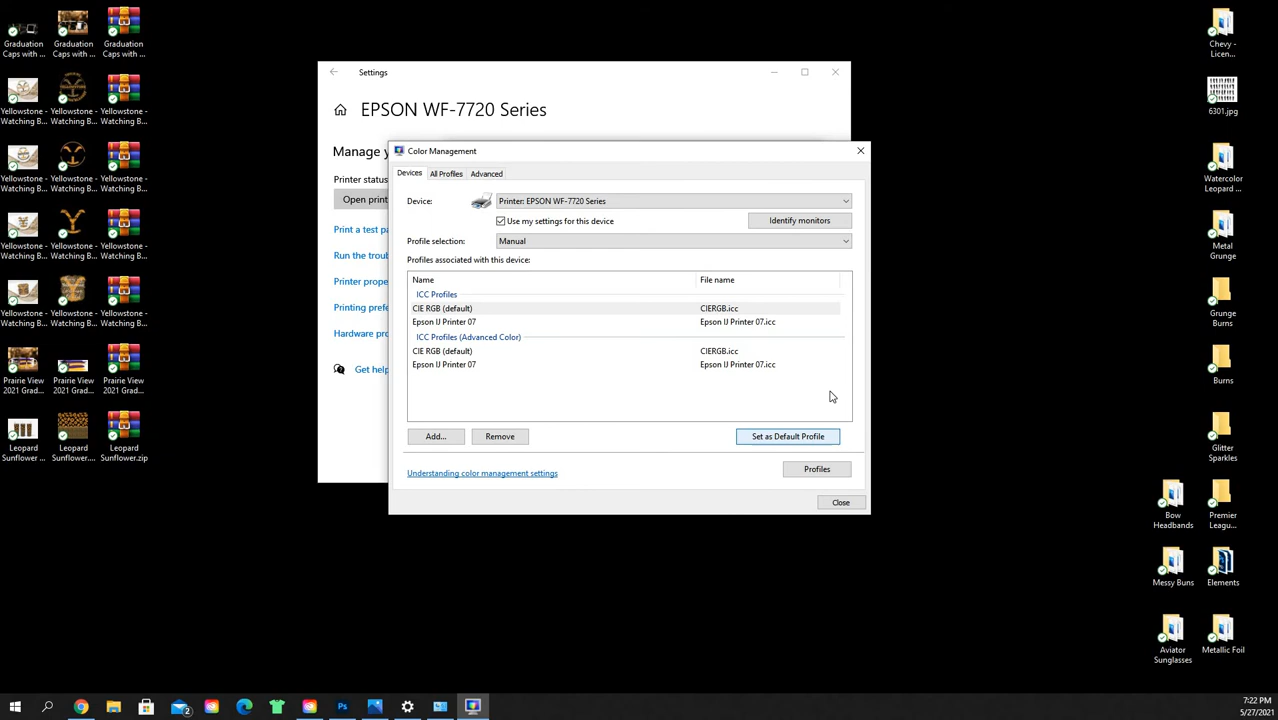 Graduation Caps with ...
Graduation Caps with ...
Graduation Caps with ...
Yellowstone - Watching B...
Yellowstone - Watching B...
Yellowstone - Watching B...
Yellowstone - Watching B...
Yellowstone - Watching B...
Yellowstone - Watching B...
Yellowstone - Watching B...
Yellowstone - Watching B...
Yellowstone - Watching B...
Yellowstone - Watching B...
Yellowstone - Watching B...
Yellowstone - Watching B...
Prairie View 2021 Grad...
Prairie View 2021 Grad...
Prairie View 2021 Grad...
Leopard Sunflower ...
Leopard Sunflower....
Leopard Sunflower.zip
Settings
EPSON WF-7720 Series
Manage y
Printer status
Open print
Print a test pa
Run the troub
Printer prope
Printing prefe
Hardware pro
Get help
Color Management
Devices
All Profiles
Advanced
Device:
Printer: EPSON WF-7720 Series
Use my settings for this device
Identify monitors
Profile selection:
Manual
Profiles associated with this device:
Name
File name
ICC Profiles
CIE RGB (default)
CIERGB.icc
Epson IJ Printer 07
Epson IJ Printer 07.icc
ICC Profiles (Advanced Color)
CIE RGB (default)
CIERGB.icc
Epson IJ Printer 07
Epson IJ Printer 07.icc
Add...
Remove
Set as Default Profile
Understanding color management settings
Profiles
Close
Chevy - Licen...
6301.jpg
Watercolor Leopard ...
Metal Grunge
Grunge Burns
Burns
Glitter Sparkles
Bow Headbands
Premier Leagu...
Messy Buns
Elements
Aviator Sunglasses
Metallic Foil
2
Ps
7:22 PM
5/27/2021